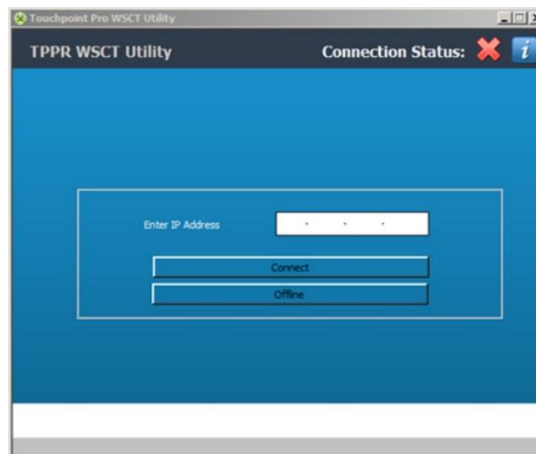 Touchpoint Pro WSCT Utility
TPPR WSCT Utility Connection Status:
Enter IP Address
Connect
Offline